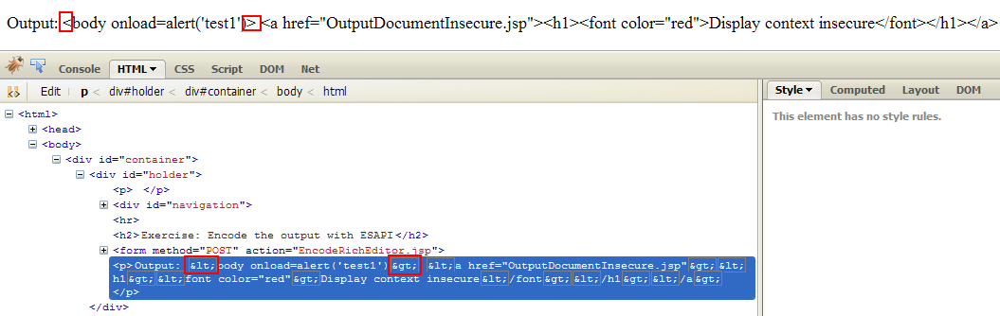 Output: <body onload=alert('test1')> <a href="OutputDocumentInsecure.jsp"><h1><font color="red">Display context insecure</font></h1></a>
Console HTML CSS Script DOM Net
Edit p < div#holder < div#container < body < html
Style Computed Layout DOM
This element has no style rules.
<html>
<head>
<body>
<div id="container">
<div id="holder">
<p> </p>
<div id="navigation">
<hr>
<h2>Exercise: Encode the output with ESAPI</h2>
<form method="POST" action="EncodeRichEditor.jsp">
<p>Output: &lt;body onload=alert('test1')&gt; &lt;a href="OutputDocumentInsecure.jsp"&gt;&lt;
h1&gt;&lt;font color="red"&gt;Display context insecure&lt;/font&gt;&lt;/h1&gt;&lt;/a&gt;
</p>
</div>